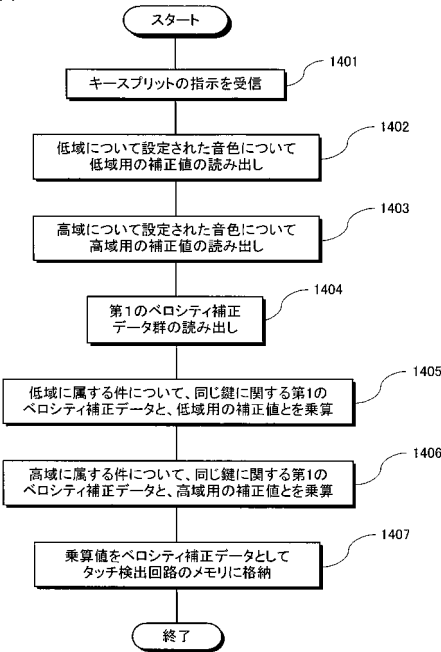 スタート
キースプリットの指示を受信
1401
低域について設定された音色について
低域用の補正値の読み出し
1402
高域について設定された音色について
高域用の補正値の読み出し
1403
第1のベロシティ補正
データ群の読み出し
1404
低域に属する件について、同じ鍵に関する第1の
ベロシティ補正データと、低域用の補正値とを乗算
1405
高域に属する件について、同じ鍵に関する第1の
ベロシティ補正データと、高域用の補正値とを乗算
1406
乗算値をベロシティ補正データとして
タッチ検出回路のメモリに格納
1407
終了